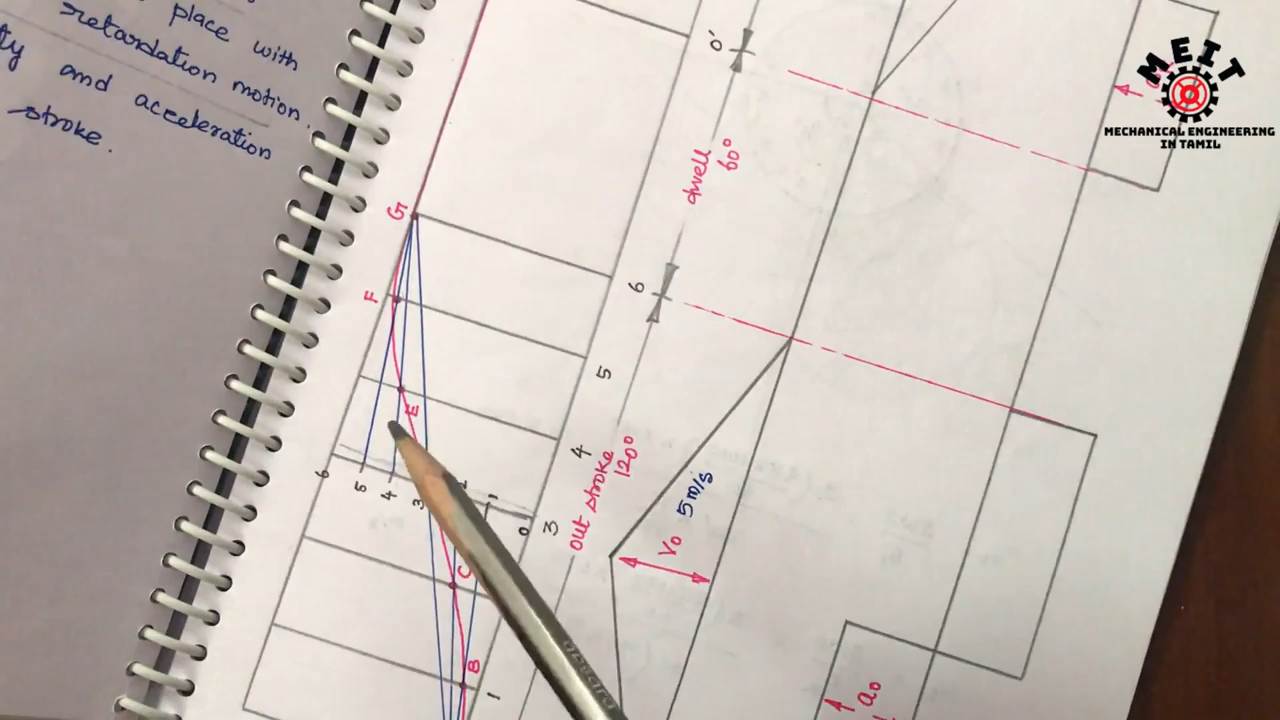 place with
retardation motion.
ty and acceleration
stroke.
MEIT
MECHANICAL ENGINEERING
IN TAMIL
0'
dwell
60°
G
F
6
5
E
4
out stroke
120°
6
5
4
3
2
1
0
3
5 m/s
V0
C
B
1
a0